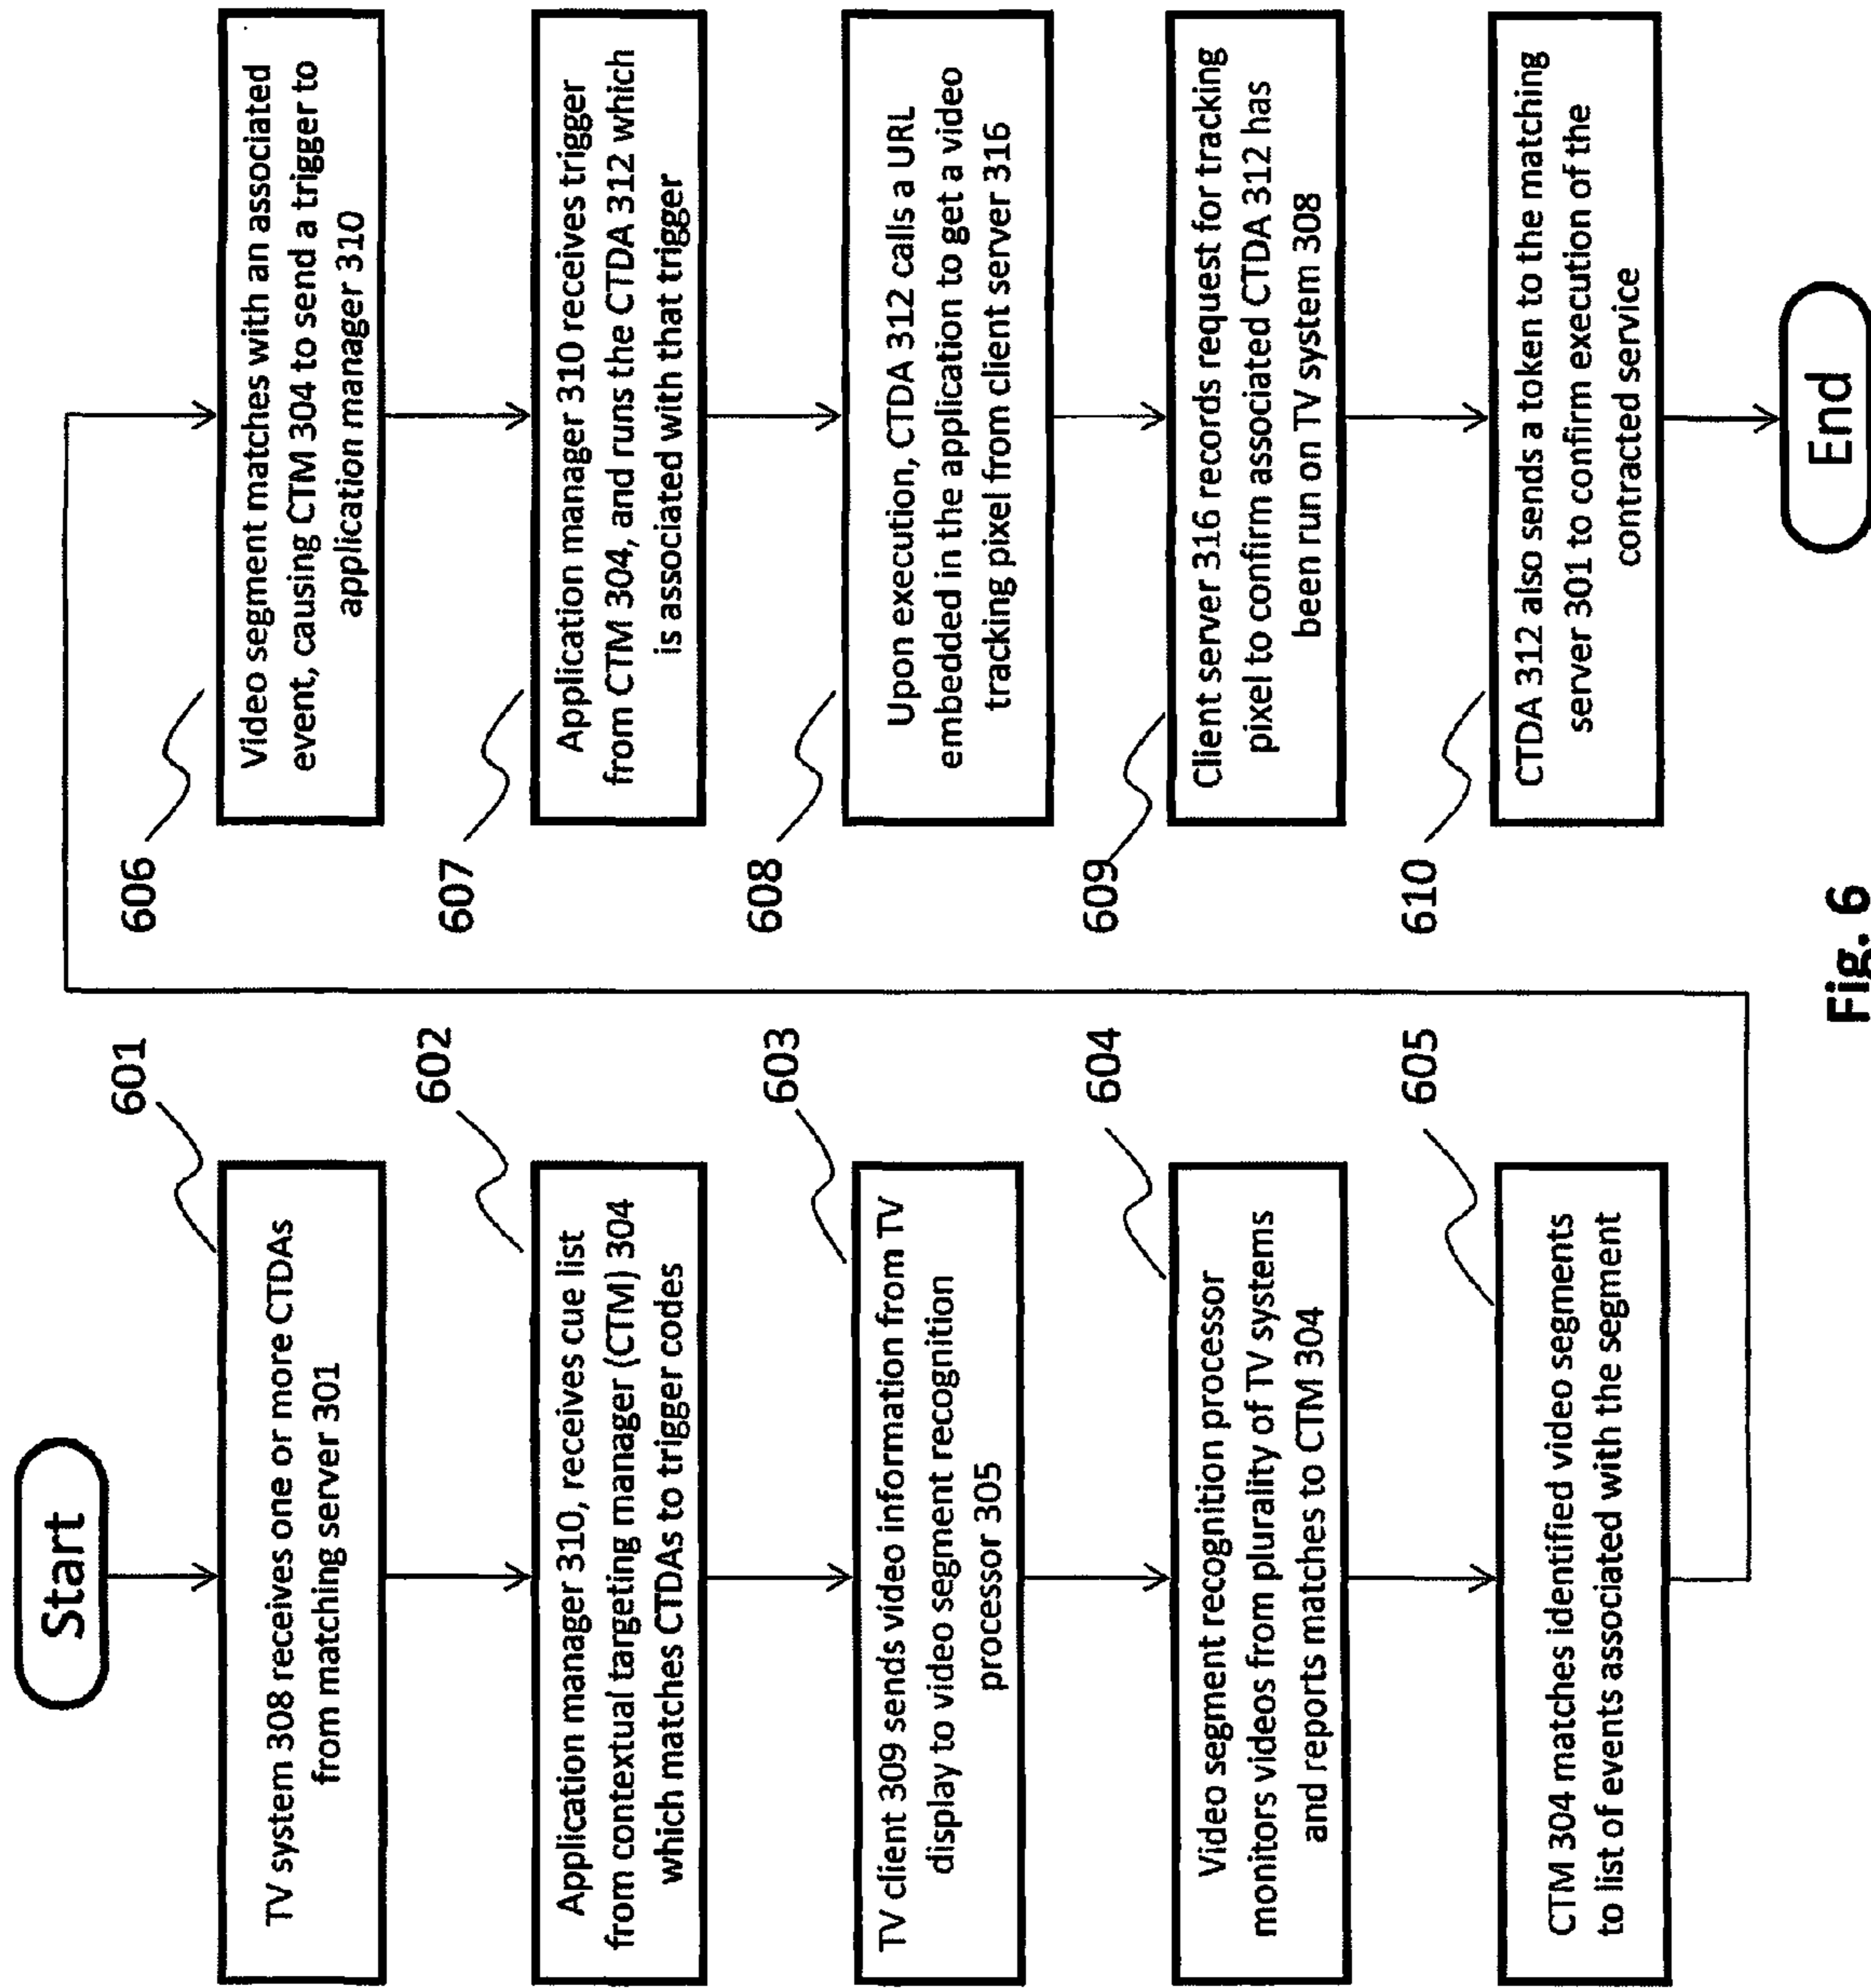 Start
601
TV system 308 receives one or more CTDAs
from matching server 301
602
Application manager 310, receives cue list
from contextual targeting manager (CTM) 304
which matches CTDAs to trigger codes
603
TV client 309 sends video information from TV
display to video segment recognition
processor 305
604
Video segment recognition processor
monitors videos from plurality of TV systems
and reports matches to CTM 304
605
CTM 304 matches identified video segments
to list of events associated with the segment
606
Video segment matches with an associated
event, causing CTM 304 to send a trigger to
application manager 310
607
Application manager 310 receives trigger
from CTM 304, and runs the CTDA 312 which
is associated with that trigger
608
Upon execution, CTDA 312 calls a URL
embedded in the application to get a video
tracking pixel from client server 316
609
Client server 316 records request for tracking
pixel to confirm associated CTDA 312 has
been run on TV system 308
610
CTDA 312 also sends a token to the matching
server 301 to confirm execution of the
contracted service
End
Fig. 6